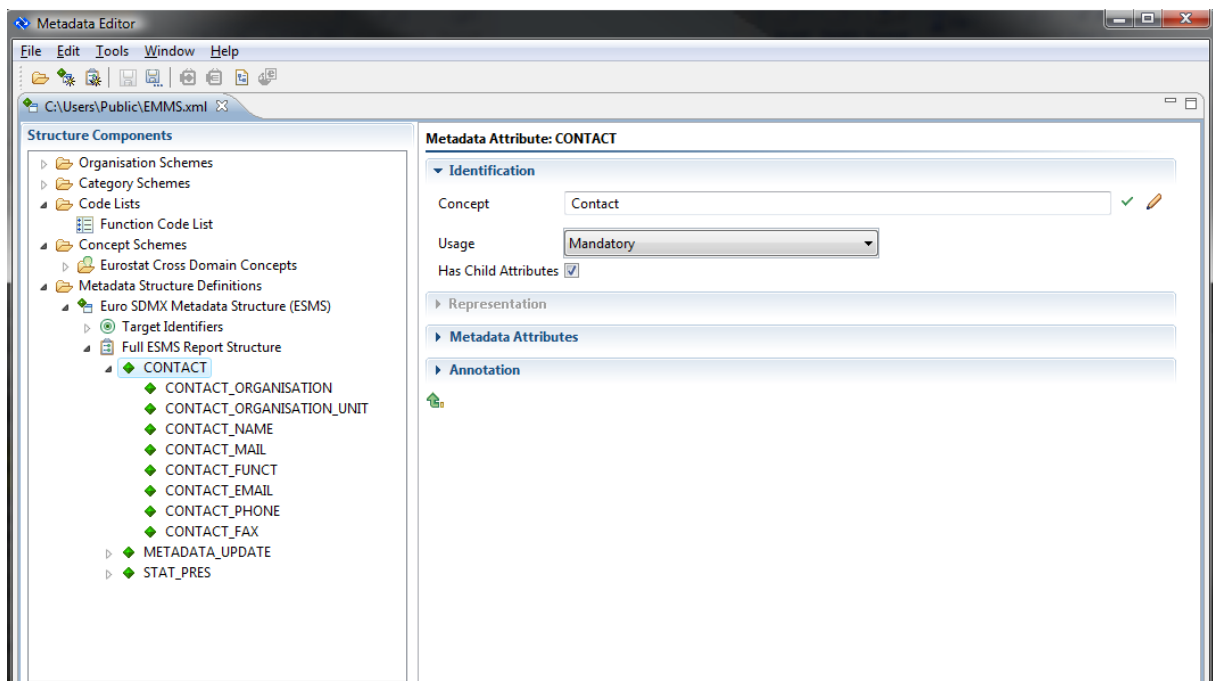 Metadata Editor
File Edit Tools Window Help
C:\Users\Public\EMMS.xml
Structure Components
Organisation Schemes
Category Schemes
Code Lists
Function Code List
Concept Schemes
Eurostat Cross Domain Concepts
Metadata Structure Definitions
Euro SDMX Metadata Structure (ESMS)
Target Identifiers
Full ESMS Report Structure
CONTACT
CONTACT_ORGANISATION
CONTACT_ORGANISATION_UNIT
CONTACT_NAME
CONTACT_MAIL
CONTACT_FUNCT
CONTACT_EMAIL
CONTACT_PHONE
CONTACT_FAX
METADATA_UPDATE
STAT_PRES
Metadata Attribute: CONTACT
Identification
Concept Contact
Usage Mandatory
Has Child Attributes
Representation
Metadata Attributes
Annotation